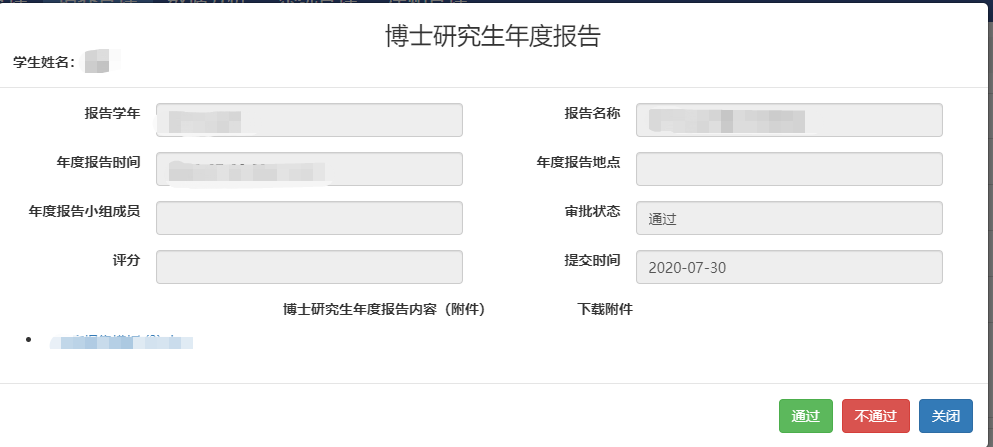 博士研究生年度报告
学生姓名:
报告学年
报告名称
年度报告时间
年度报告地点
年度报告小组成员
审批状态 通过
评分
提交时间 2020-07-30
博士研究生年度报告内容（附件） 下载附件
通过 不通过 关闭